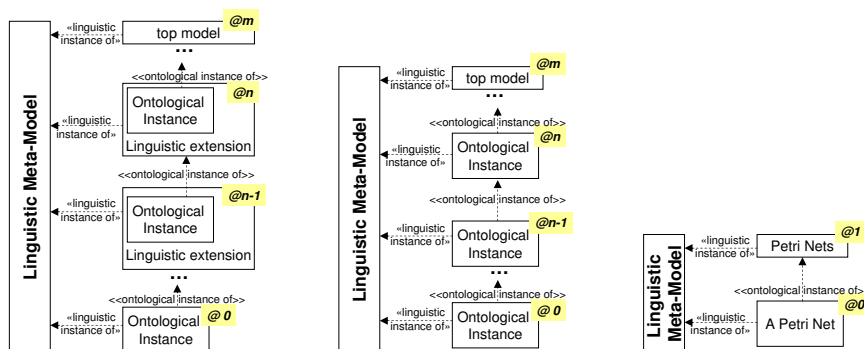 Linguistic Meta-Model
@m
«linguistic
instance of»
top model
...
<<ontological instance of>>
@n
«linguistic
instance of»
Ontological
Instance
Linguistic extension
<<ontological instance of>>
@n-1
«linguistic
instance of»
Ontological
Instance
Linguistic extension
...
<<ontological instance of>>
@ 0
«linguistic
instance of»
Ontological
Instance
Linguistic Meta-Model
@m
«linguistic
instance of»
top model
...
<<ontological instance of>>
@n
«linguistic
instance of»
Ontological
Instance
<<ontological instance of>>
@n-1
«linguistic
instance of»
Ontological
Instance
...
<<ontological instance of>>
@ 0
«linguistic
instance of»
Ontological
Instance
Linguistic
Meta-Model
@1
«linguistic
instance of»
Petri Nets
<<ontological instance of>
@0
«linguistic
instance of»
A Petri Net